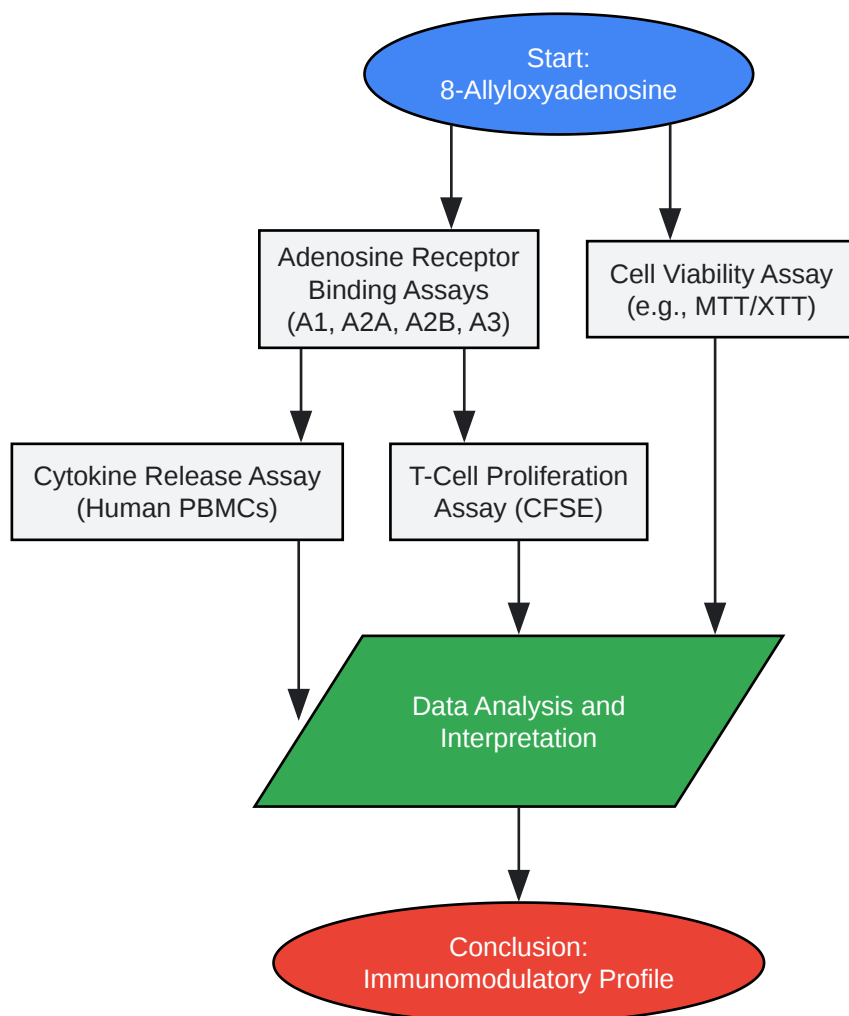 Start:
8-Allyloxyadenosine
Adenosine Receptor
Binding Assays
(A1, A2A, A2B, A3)
Cell Viability Assay
(e.g., MTT/XTT)
Cytokine Release Assay
(Human PBMCs)
T-Cell Proliferation
Assay (CFSE)
Data Analysis and
Interpretation
Conclusion:
Immunomodulatory Profile